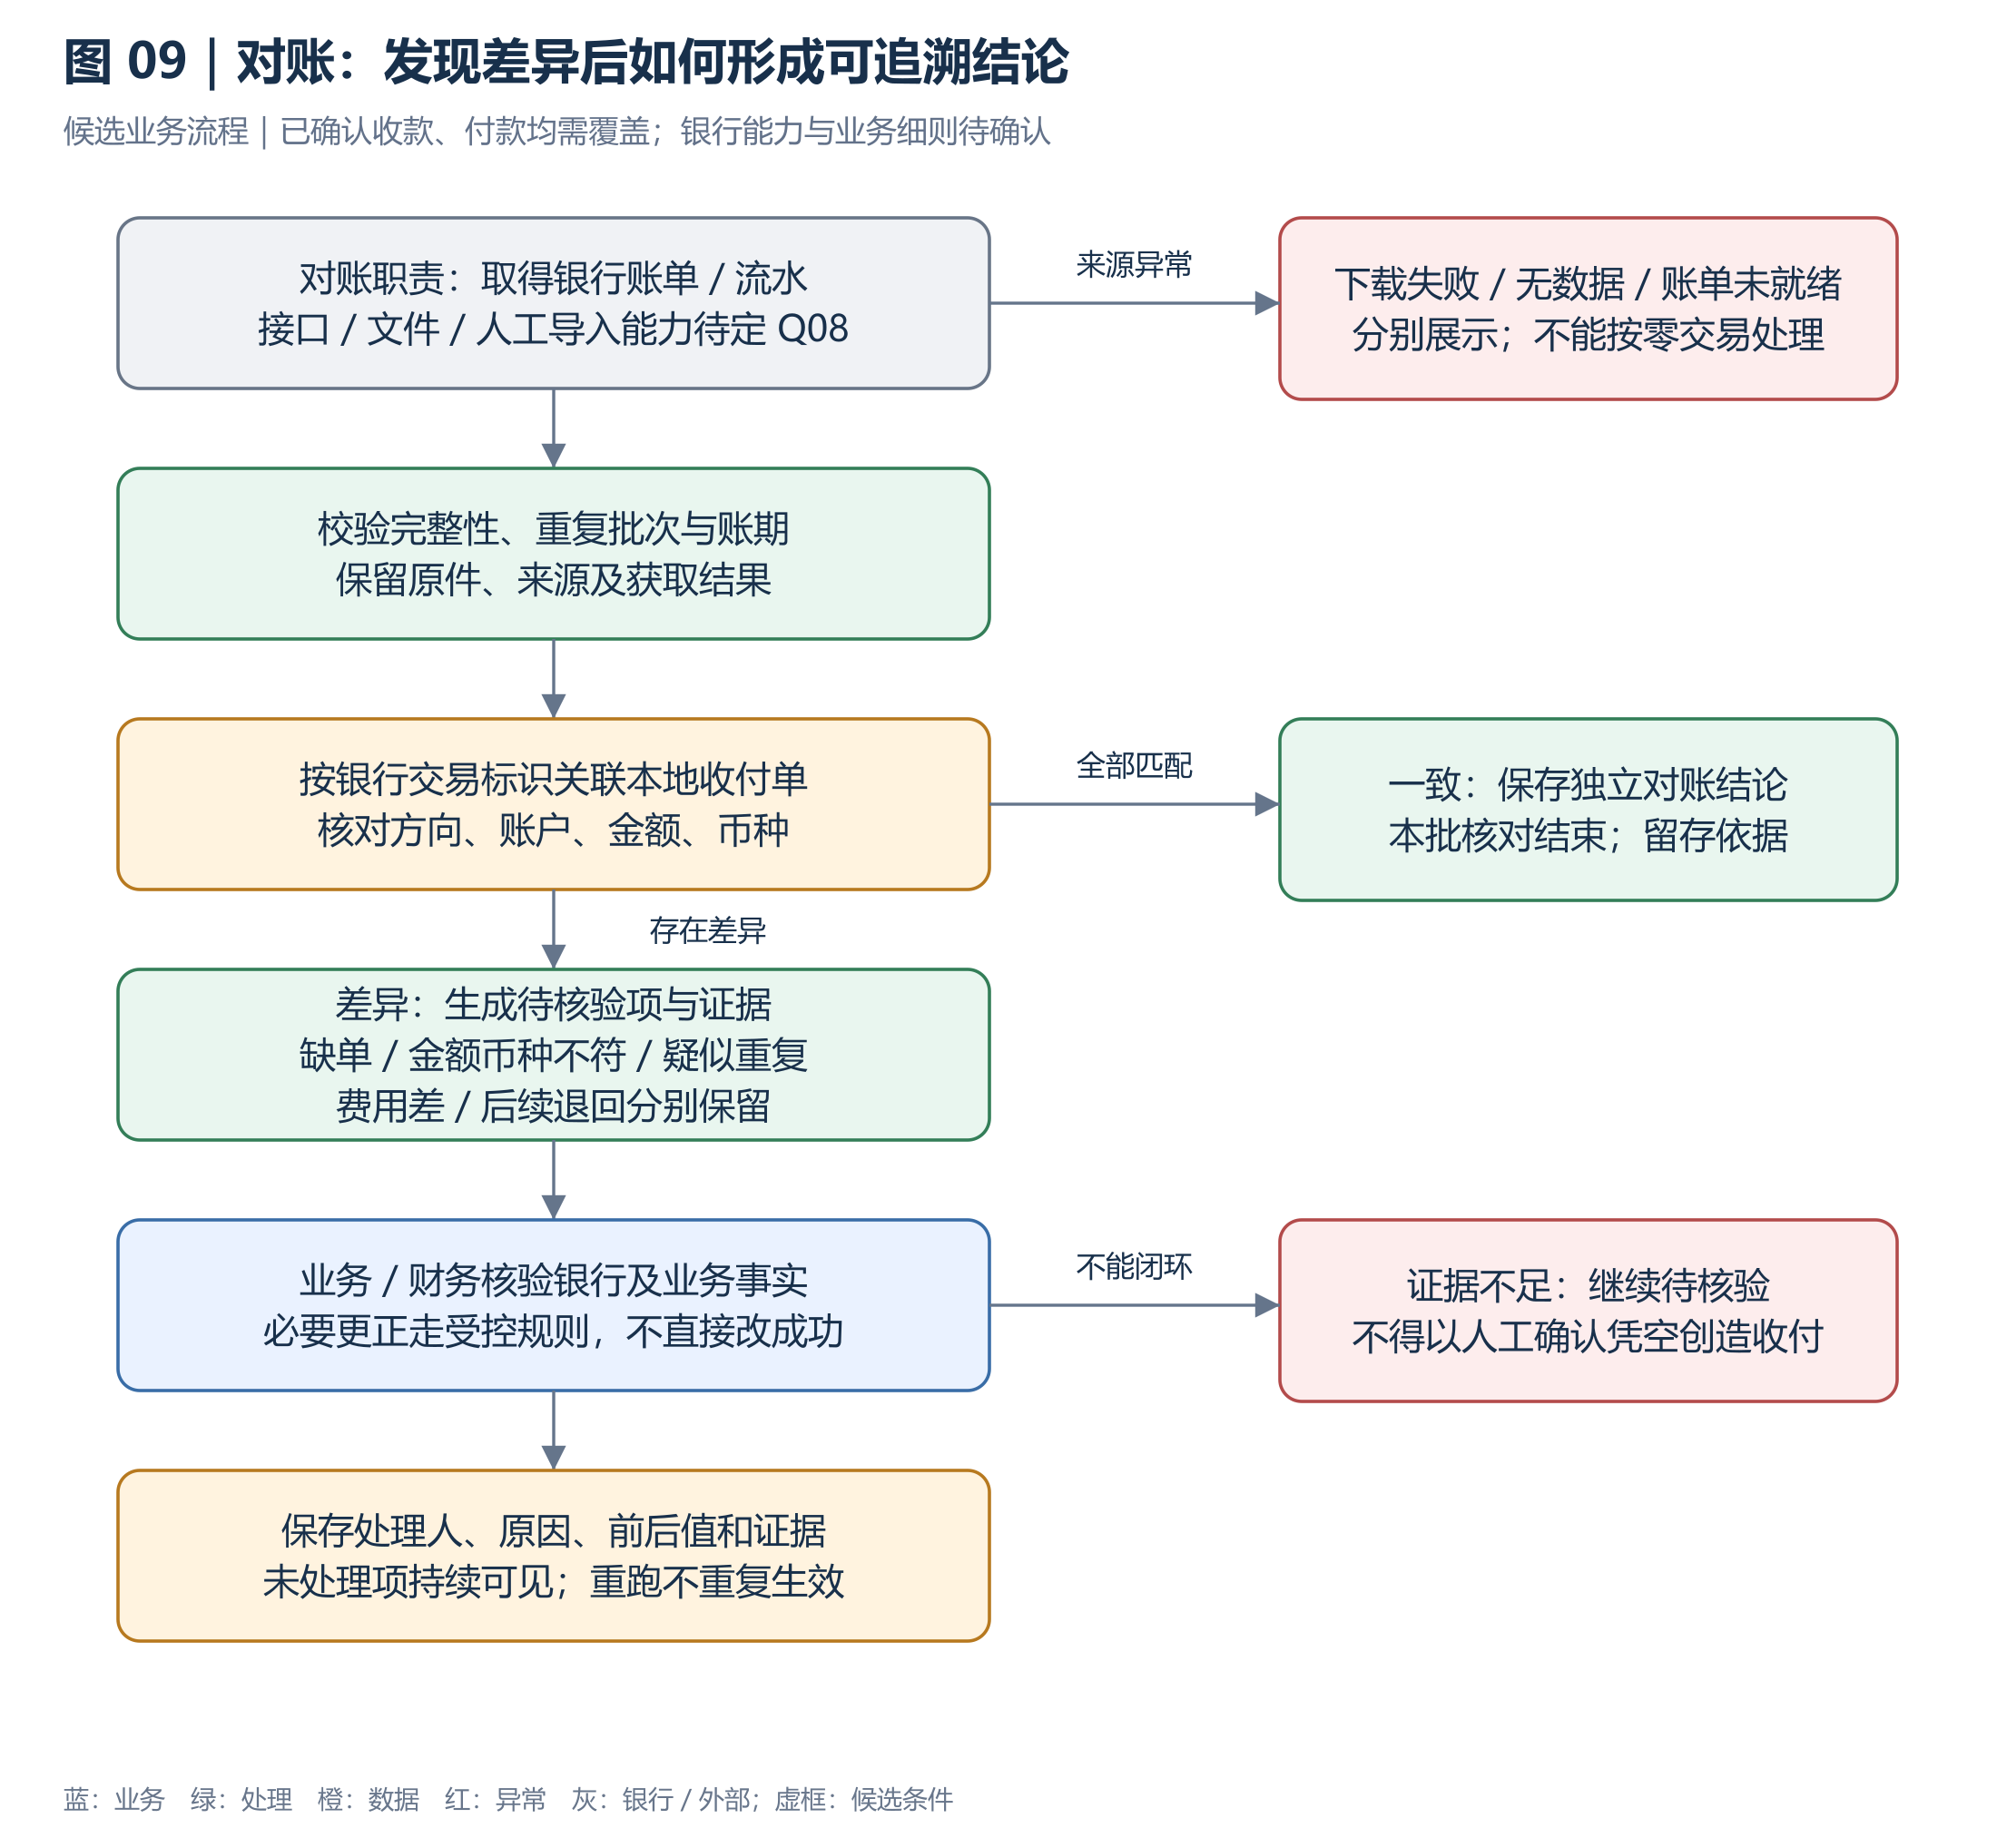 图 09 | 对账：发现差异后如何形成可追溯结论
候选业务流程 | 已确认收款、付款均需覆盖；银行能力与业务细则待确认
对账职责：取得银行账单 / 流水
接口 / 文件 / 人工导入能力待定 Q08
来源异常
下载失败 / 无数据 / 账单未就绪
分别展示；不能按零交易处理
校验完整性、重复批次与账期
保留原件、来源及获取结果
按银行交易标识关联本地收付单
核对方向、账户、金额、币种
全部匹配
一致：保存独立对账结论
本批核对结束；留存依据
存在差异
差异：生成待核验项与证据
缺单 / 金额币种不符 / 疑似重复
费用差 / 后续退回分别保留
业务 / 财务核验银行及业务事实
必要更正走受控规则，不直接改成功
不能闭环
证据不足：继续待核验
不得以人工确认凭空创造收付
保存处理人、原因、前后值和证据
未处理项持续可见；重跑不重复生效
蓝：业务 绿：处理 橙：数据 红：异常 灰：银行 / 外部；虚框：候选条件